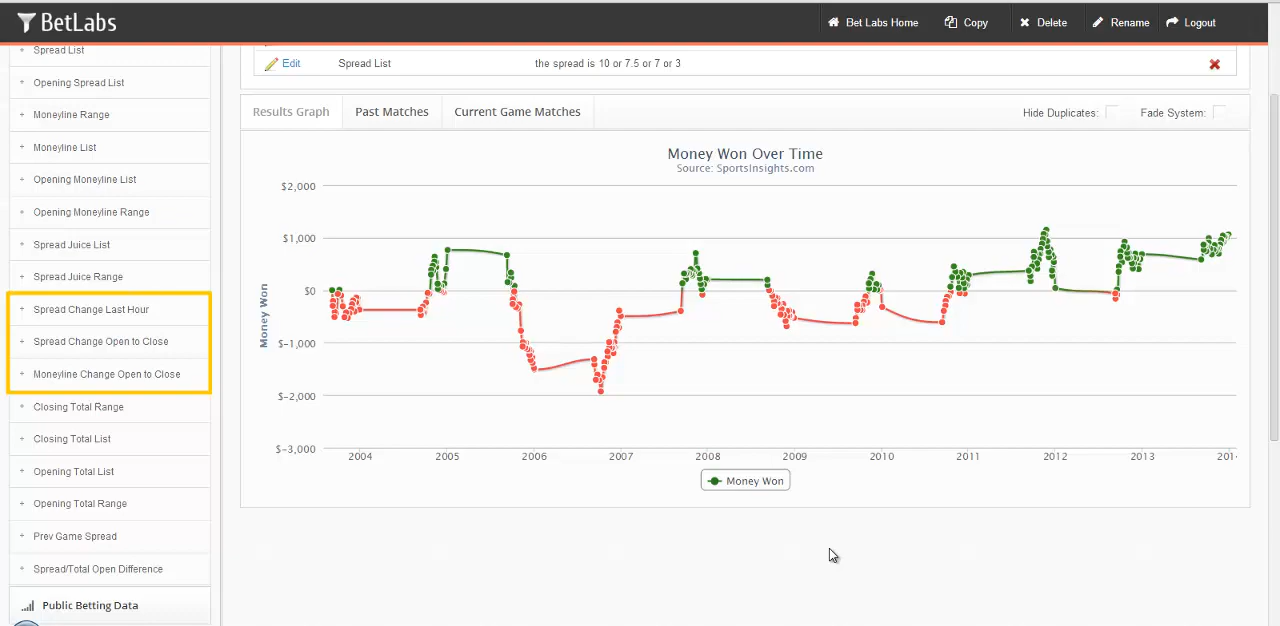 BetLabs
Bet Labs Home
Copy
Delete
Rename
Logout
Spread List
Opening Spread List
Moneyline Range
Moneyline List
Opening Moneyline List
Opening Moneyline Range
Spread Juice List
Spread Juice Range
Spread Change Last Hour
Spread Change Open to Close
Moneyline Change Open to Close
Closing Total Range
Closing Total List
Opening Total List
Opening Total Range
Prev Game Spread
Spread/Total Open Difference
Public Betting Data
Edit
Spread List
the spread is 10 or 7.5 or 7 or 3
Results Graph
Past Matches
Current Game Matches
Hide Duplicates:
Fade System:
Money Won Over Time
Source: SportsInsights.com
Money Won
$2,000
$1,000
$0
$-1,000
$-2,000
$-3,000
2004 2005 2006 2007 2008 2009 2010 2011 2012 2013
Money Won